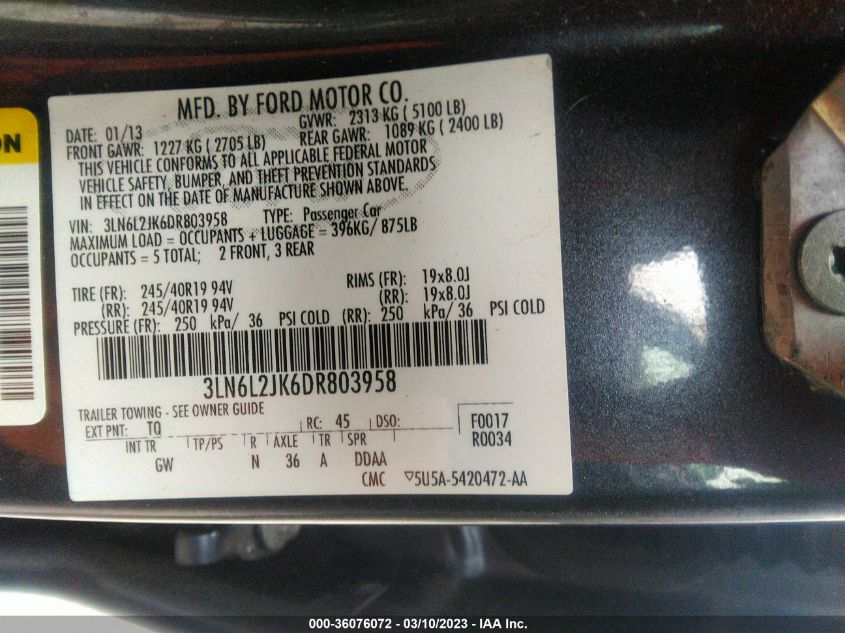 ON
MFD. BY FORD MOTOR CO.
DATE: 01/13 GVWR: 2313 KG ( 5100 LB)
FRONT GAWR: 1227 KG ( 2705 LB) REAR GAWR: 1089 KG ( 2400 LB)
THIS VEHICLE CONFORMS TO ALL APPLICABLE FEDERAL MOTOR
VEHICLE SAFETY, BUMPER, AND THEFT PREVENTION STANDARDS
IN EFFECT ON THE DATE OF MANUFACTURE SHOWN ABOVE.
VIN: 3LN6L2JK6DR803958 TYPE: Passenger Car
MAXIMUM LOAD = OCCUPANTS + LUGGAGE = 396KG/ 875LB
OCCUPANTS = 5 TOTAL; 2 FRONT, 3 REAR
TIRE (FR): 245/40R19 94V RIMS (FR): 19x8.0J
(RR): 245/40R19 94V (RR): 19x8.0J
PRESSURE (FR): 250 kPa/ 36 PSI COLD (RR): 250 kPa/ 36 PSI COLD
3LN6L2JK6DR803958
TRAILER TOWING - SEE OWNER GUIDE
EXT PNT: TQ RC: 45 DSO: F0017
INT TR TP/PS R AXLE TR SPR R0034
GW N 36 A DDAA
CMC ▽5U5A-5420472-AA
000-36076072 — 03/10/2023 — IAA Inc.